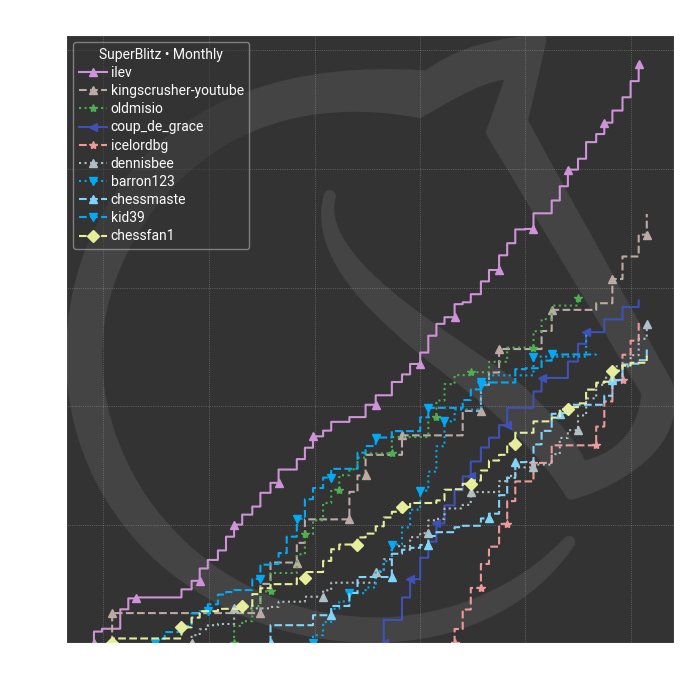 SuperBlitz • Monthly
ilev
kingscrusher-youtube
oldmisio
coup_de_grace
icelordbg
dennisbee
barron123
chessmaste
kid39
chessfan1